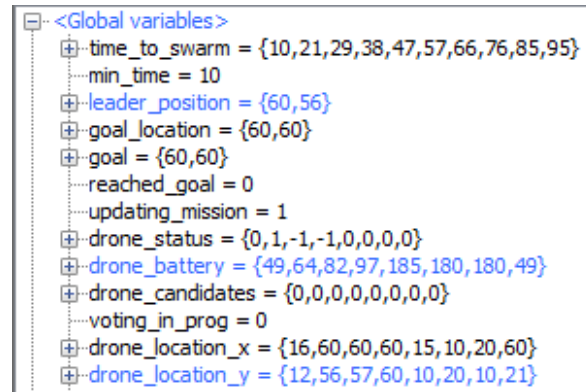 <Global variables>
time_to_swarm = {10,21,29,38,47,57,66,76,85,95}
min_time = 10
leader_position = {60,56}
goal_location = {60,60}
goal = {60,60}
reached_goal = 0
updating_mission = 1
drone_status = {0,1,-1,-1,0,0,0,0}
drone_battery = {49,64,82,97,185,180,180,49}
drone_candidates = {0,0,0,0,0,0,0,0}
voting_in_prog = 0
drone_location_x = {16,60,60,60,15,10,20,60}
drone_location_y = {12,56,57,60,10,20,10,21}